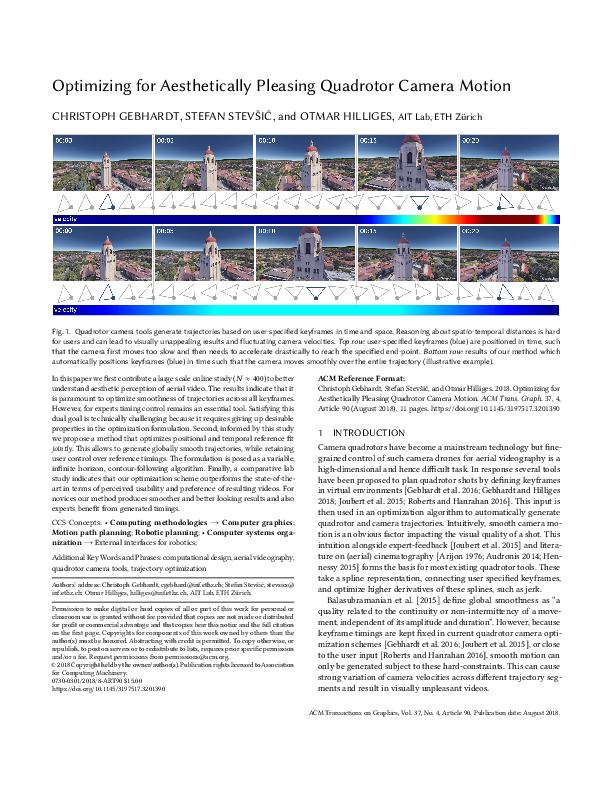 Optimizing for Aesthetically Pleasing Quadrotor Camera Motion
CHRISTOPH GEBHARDT, STEFAN STEVŠIĆ, and OTMAR HILLIGES, AIT Lab, ETH Zürich
00:00 00:05 00:10 00:15 00:20
velocity
00:00 00:05 00:10 00:15 00:20
velocity
Fig. 1. Quadrotor camera tools generate trajectories based on user-specified keyframes in time and space. Reasoning about spatio-temporal distances is hard
for users and can lead to visually unappealing results and fluctuating camera velocities. Top row: user-specified keyframes (blue) are positioned in time, such
that the camera first moves too slow and then needs to accelerate drastically to reach the specified end-point. Bottom row: results of our method which
automatically positions keyframes (blue) in time such that the camera moves smoothly over the entire trajectory (illustrative example).
In this paper we first contribute a large scale online study (N ≈ 400) to better
understand aesthetic perception of aerial video. The results indicate that it
is paramount to optimize smoothness of trajectories across all keyframes.
However, for experts timing control remains an essential tool. Satisfying this
dual goal is technically challenging because it requires giving up desirable
properties in the optimization formulation. Second, informed by this study
we propose a method that optimizes positional and temporal reference fit
jointly. This allows to generate globally smooth trajectories, while retaining
user control over reference timings. The formulation is posed as a variable,
infinite horizon, contour-following algorithm. Finally, a comparative lab
study indicates that our optimization scheme outperforms the state-of-the-
art in terms of perceived usability and preference of resulting videos. For
novices our method produces smoother and better looking results and also
experts benefit from generated timings.
CCS Concepts: • Computing methodologies → Computer graphics;
Motion path planning; Robotic planning; • Computer systems orga-
nization → External interfaces for robotics;
Additional Key Words and Phrases: computational design, aerial videography,
quadrotor camera tools, trajectory optimization
Authors' address: Christoph Gebhardt, cgebhard@inf.ethz.ch; Stefan Stevšić, stevsics@
inf.ethz.ch; Otmar Hilliges, hilliges@inf.ethz.ch, AIT Lab, ETH Zürich
Permission to make digital or hard copies of all or part of this work for personal or
classroom use is granted without fee provided that copies are not made or distributed
for profit or commercial advantage and that copies bear this notice and the full citation
on the first page. Copyrights for components of this work owned by others than the
author(s) must be honored. Abstracting with credit is permitted. To copy otherwise, or
republish, to post on servers or to redistribute to lists, requires prior specific permission
and/or a fee. Request permissions from permissions@acm.org.
© 2018 Copyright held by the owner/author(s). Publication rights licensed to Association
for Computing Machinery.
0730-0301/2018/8-ART90 $15.00
https://doi.org/10.1145/3197517.3201390
ACM Reference Format:
Christoph Gebhardt, Stefan Stevšić, and Otmar Hilliges. 2018. Optimizing for
Aesthetically Pleasing Quadrotor Camera Motion. ACM Trans. Graph. 37, 4,
Article 90 (August 2018), 11 pages. https://doi.org/10.1145/3197517.3201390
1 INTRODUCTION
Camera quadrotors have become a mainstream technology but fine-
grained control of such camera drones for aerial videography is a
high-dimensional and hence difficult task. In response several tools
have been proposed to plan quadrotor shots by defining keyframes
in virtual environments [Gebhardt et al. 2016; Gebhardt and Hilliges
2018; Joubert et al. 2015; Roberts and Hanrahan 2016]. This input is
then used in an optimization algorithm to automatically generate
quadrotor and camera trajectories. Intuitively, smooth camera mo-
tion is an obvious factor impacting the visual quality of a shot. This
intuition alongside expert-feedback [Joubert et al. 2015] and litera-
ture on (aerial) cinematography [Arijon 1976; Audronis 2014; Hen-
nessy 2015] forms the basis for most existing quadrotor tools. These
take a spline representation, connecting user specified keyframes,
and optimize higher derivatives of these splines, such as jerk.
Balasubramanian et al. [2015] define global smoothness as “a
quality related to the continuity or non-intermittency of a move-
ment, independent of its amplitude and duration”. However, because
keyframe timings are kept fixed in current quadrotor camera opti-
mization schemes [Gebhardt et al. 2016; Joubert et al. 2015], or close
to the user input [Roberts and Hanrahan 2016], smooth motion can
only be generated subject to these hard-constraints. This can cause
strong variation of camera velocities across different trajectory seg-
ments and result in visually unpleasant videos.
ACM Transactions on Graphics, Vol. 37, No. 4, Article 90. Publication date: August 2018.